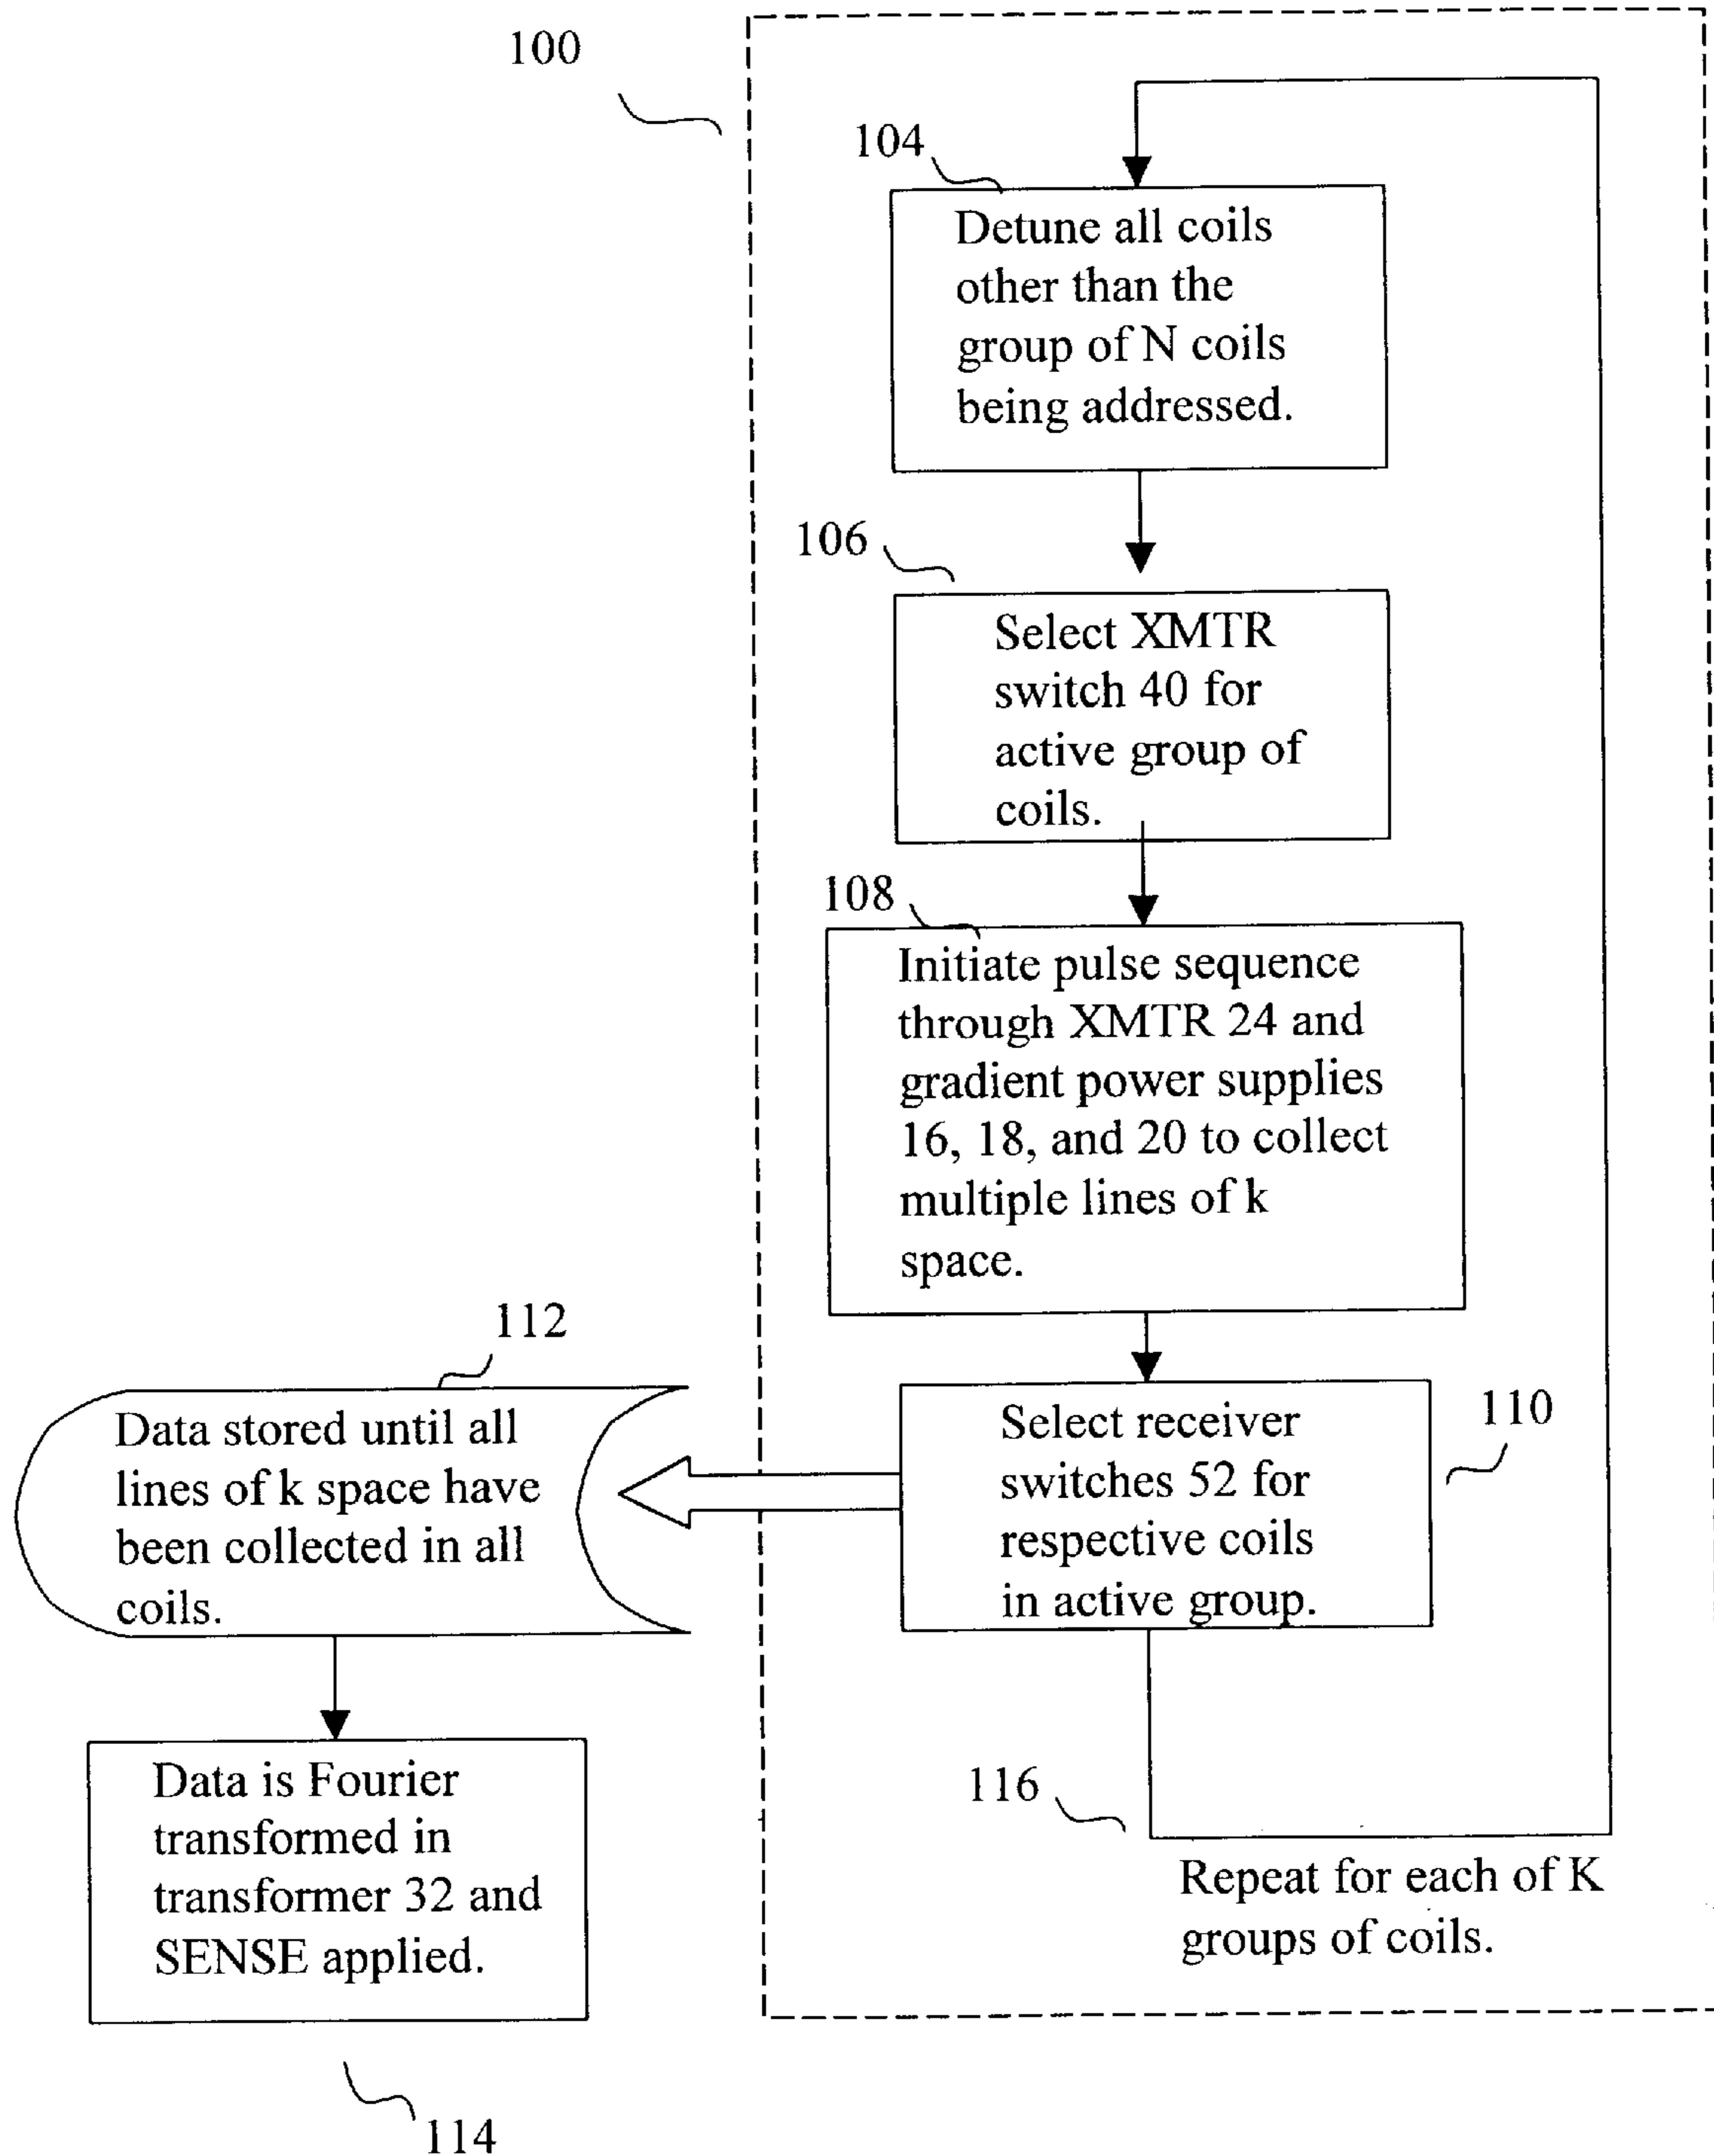 100
104
Detune all coils
other than the
group of N coils
being addressed.
106
Select XMTR
switch 40 for
active group of
coils.
108
Initiate pulse sequence
through XMTR 24 and
gradient power supplies
16, 18, and 20 to collect
multiple lines of k
space.
110
Select receiver
switches 52 for
respective coils
in active group.
112
Data stored until all
lines of k space have
been collected in all
coils.
Data is Fourier
transformed in
transformer 32 and
SENSE applied.
114
116
Repeat for each of K
groups of coils.